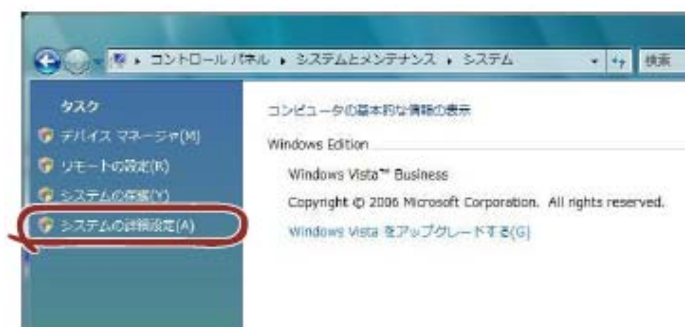 コントロール パネル ▸ システムとメンテナンス ▸ システム
検索
タスク
デバイス マネージャ(M)
リモートの設定(R)
システムの保護(Y)
システムの詳細設定(A)
コンピュータの基本的な情報の表示
Windows Edition
Windows Vista™ Business
Copyright © 2006 Microsoft Corporation. All rights reserved.
Windows Vista をアップグレードする(G)